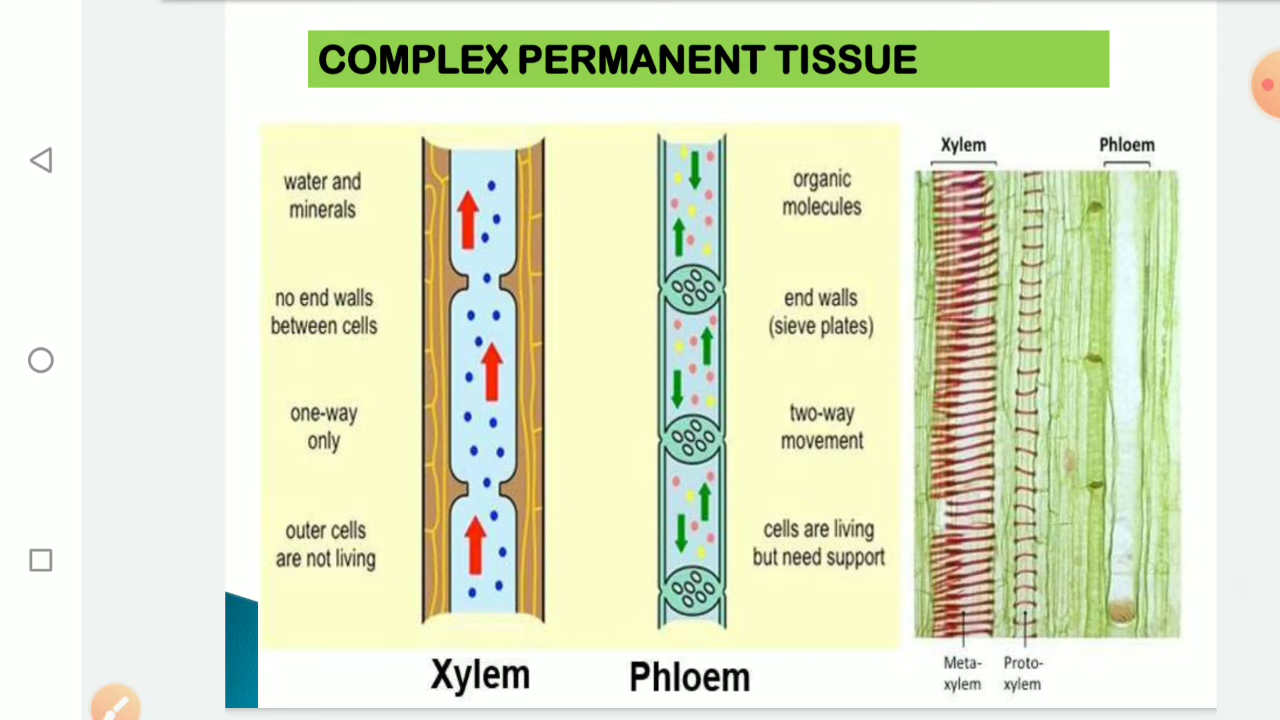 COMPLEX PERMANENT TISSUE
water and
minerals
no end walls
between cells
one-way
only
outer cells
are not living
Xylem
organic
molecules
end walls
(sieve plates)
two-way
movement
cells are living
but need support
Phloem
Xylem
Phloem
Meta-
xylem
Proto-
xylem